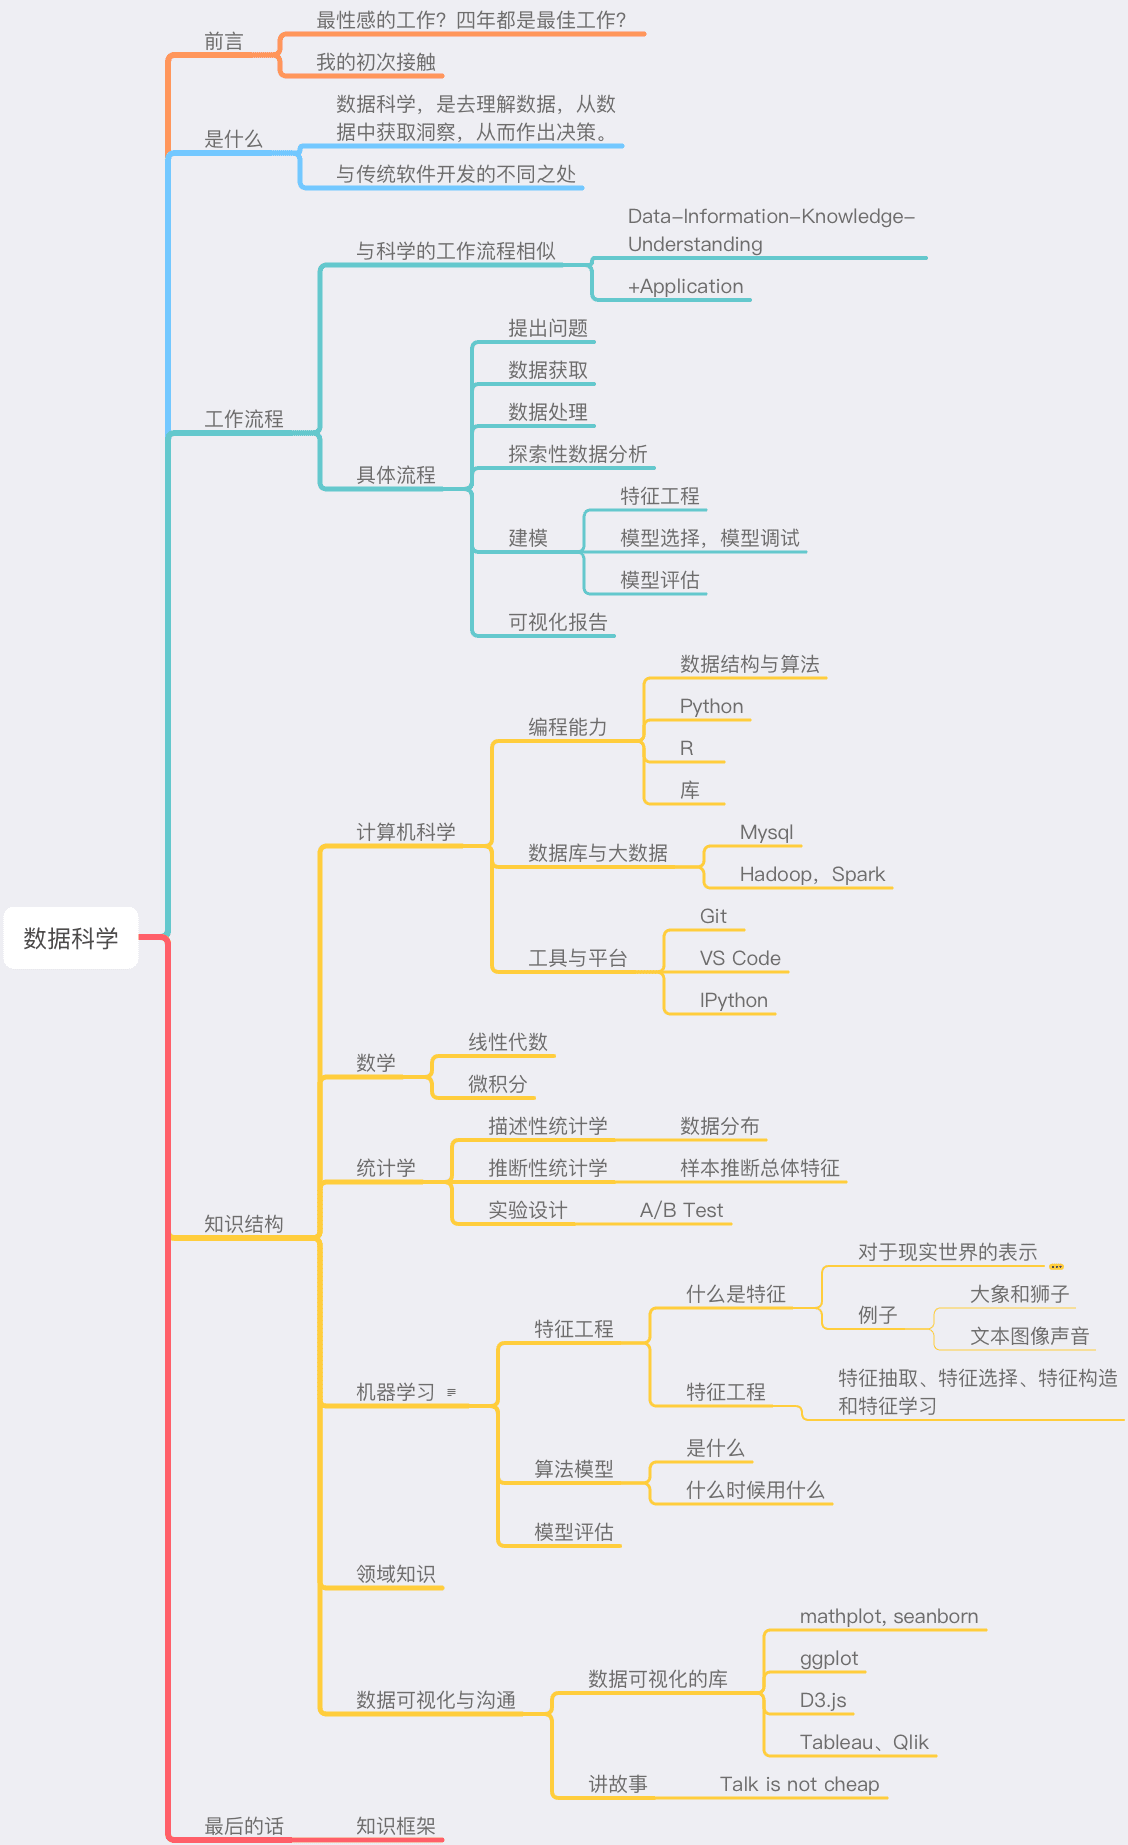 最性感的工作？四年都是最佳工作？
前言
我的初次接触
数据科学，是去理解数据，从数
据中获取洞察，从而作出决策。
是什么
与传统软件开发的不同之处
Data-Information-Knowledge-
Understanding
与科学的工作流程相似
+Application
提出问题
数据获取
数据处理
工作流程
探索性数据分析
具体流程
特征工程
建模
模型选择，模型调试
模型评估
可视化报告
数据结构与算法
Python
编程能力
R
库
计算机科学
Mysql
数据库与大数据
Hadoop，Spark
Git
数据科学
工具与平台
VS Code
IPython
线性代数
数学
微积分
描述性统计学
数据分布
统计学
推断性统计学
样本推断总体特征
实验设计
A/B Test
知识结构
对于现实世界的表示
什么是特征
大象和狮子
例子
文本图像声音
特征工程
特征抽取、特征选择、特征构造
和特征学习
特征工程
机器学习
是什么
算法模型
什么时候用什么
模型评估
领域知识
mathplot, seanborn
ggplot
数据可视化的库
D3.js
数据可视化与沟通
Tableau、Qlik
讲故事
Talk is not cheap
最后的话
知识框架